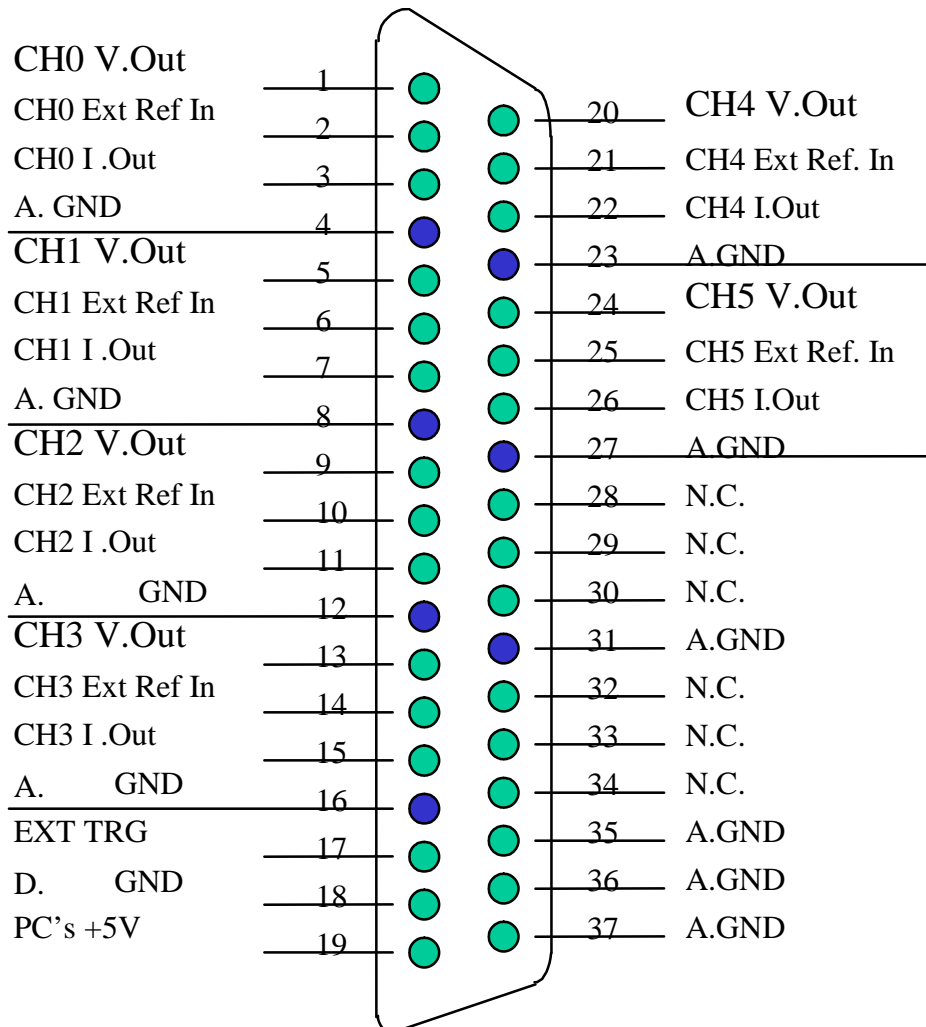 CH0 V.Out 1
CH0 Ext Ref In 2
CH0 I .Out 3
A. GND 4
CH1 V.Out 5
CH1 Ext Ref In 6
CH1 I .Out 7
A. GND 8
CH2 V.Out 9
CH2 Ext Ref In 10
CH2 I .Out 11
A. GND 12
CH3 V.Out 13
CH3 Ext Ref In 14
CH3 I .Out 15
A. GND 16
EXT TRG 17
D. GND 18
PC's +5V 19
20 CH4 V.Out
21 CH4 Ext Ref. In
22 CH4 I.Out
23 A.GND
24 CH5 V.Out
25 CH5 Ext Ref. In
26 CH5 I.Out
27 A.GND
28 N.C.
29 N.C.
30 N.C.
31 A.GND
32 N.C.
33 N.C.
34 N.C.
35 A.GND
36 A.GND
37 A.GND